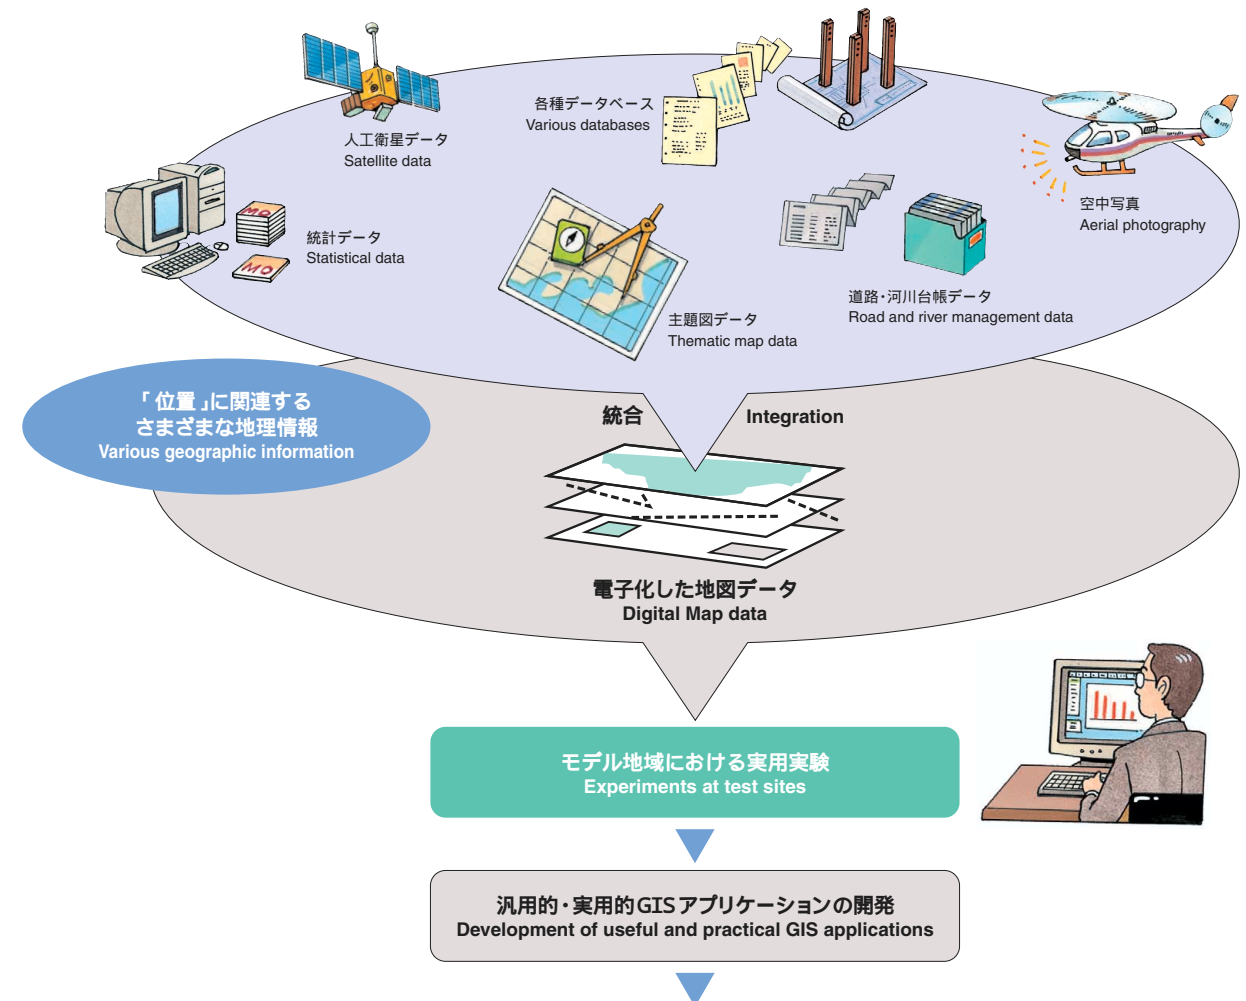 各種データベース
Various databases
人工衛星データ
Satellite data
空中写真
Aerial photography
統計データ
Statistical data
MO
MO
道路・河川台帳データ
Road and river management data
主題図データ
Thematic map data
「位置」に関連する
さまざまな地理情報
Various geographic information
統合 Integration
電子化した地図データ
Digital Map data
モデル地域における実用実験
Experiments at test sites
汎用的・実用的GISアプリケーションの開発
Development of useful and practical GIS applications